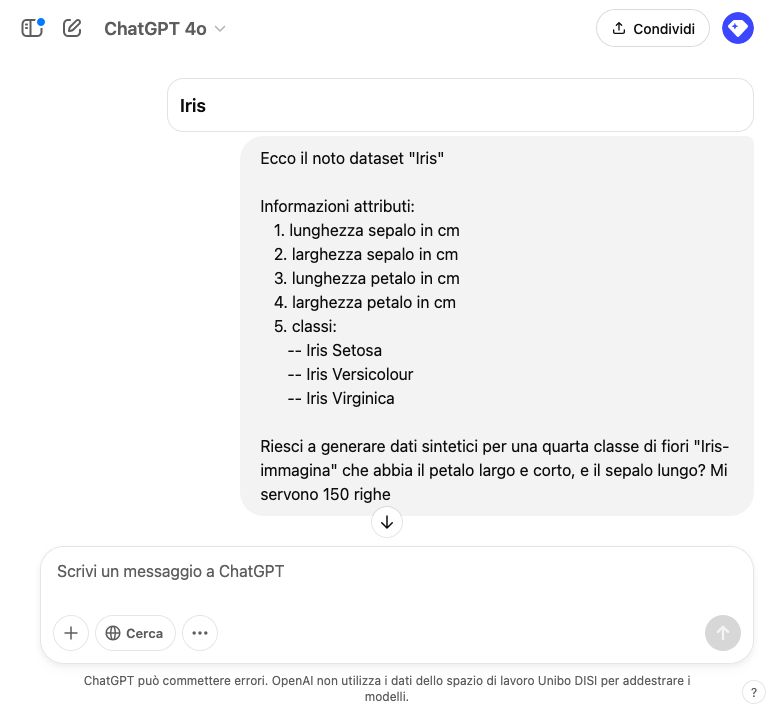 ChatGPT 4o
Condividi
Iris
Ecco il noto dataset "Iris"
Informazioni attributi:
1. lunghezza sepalo in cm
2. larghezza sepalo in cm
3. lunghezza petalo in cm
4. larghezza petalo in cm
5. classi:
-- Iris Setosa
-- Iris Versicolour
-- Iris Virginica
Riesci a generare dati sintetici per una quarta classe di fiori "Iris-
immagina" che abbia il petalo largo e corto, e il sepalo lungo? Mi
servono 150 righe
Scrivi un messaggio a ChatGPT
Cerca
ChatGPT può commettere errori. OpenAI non utilizza i dati dello spazio di lavoro Unibo DISI per addestrare i
modelli.
?